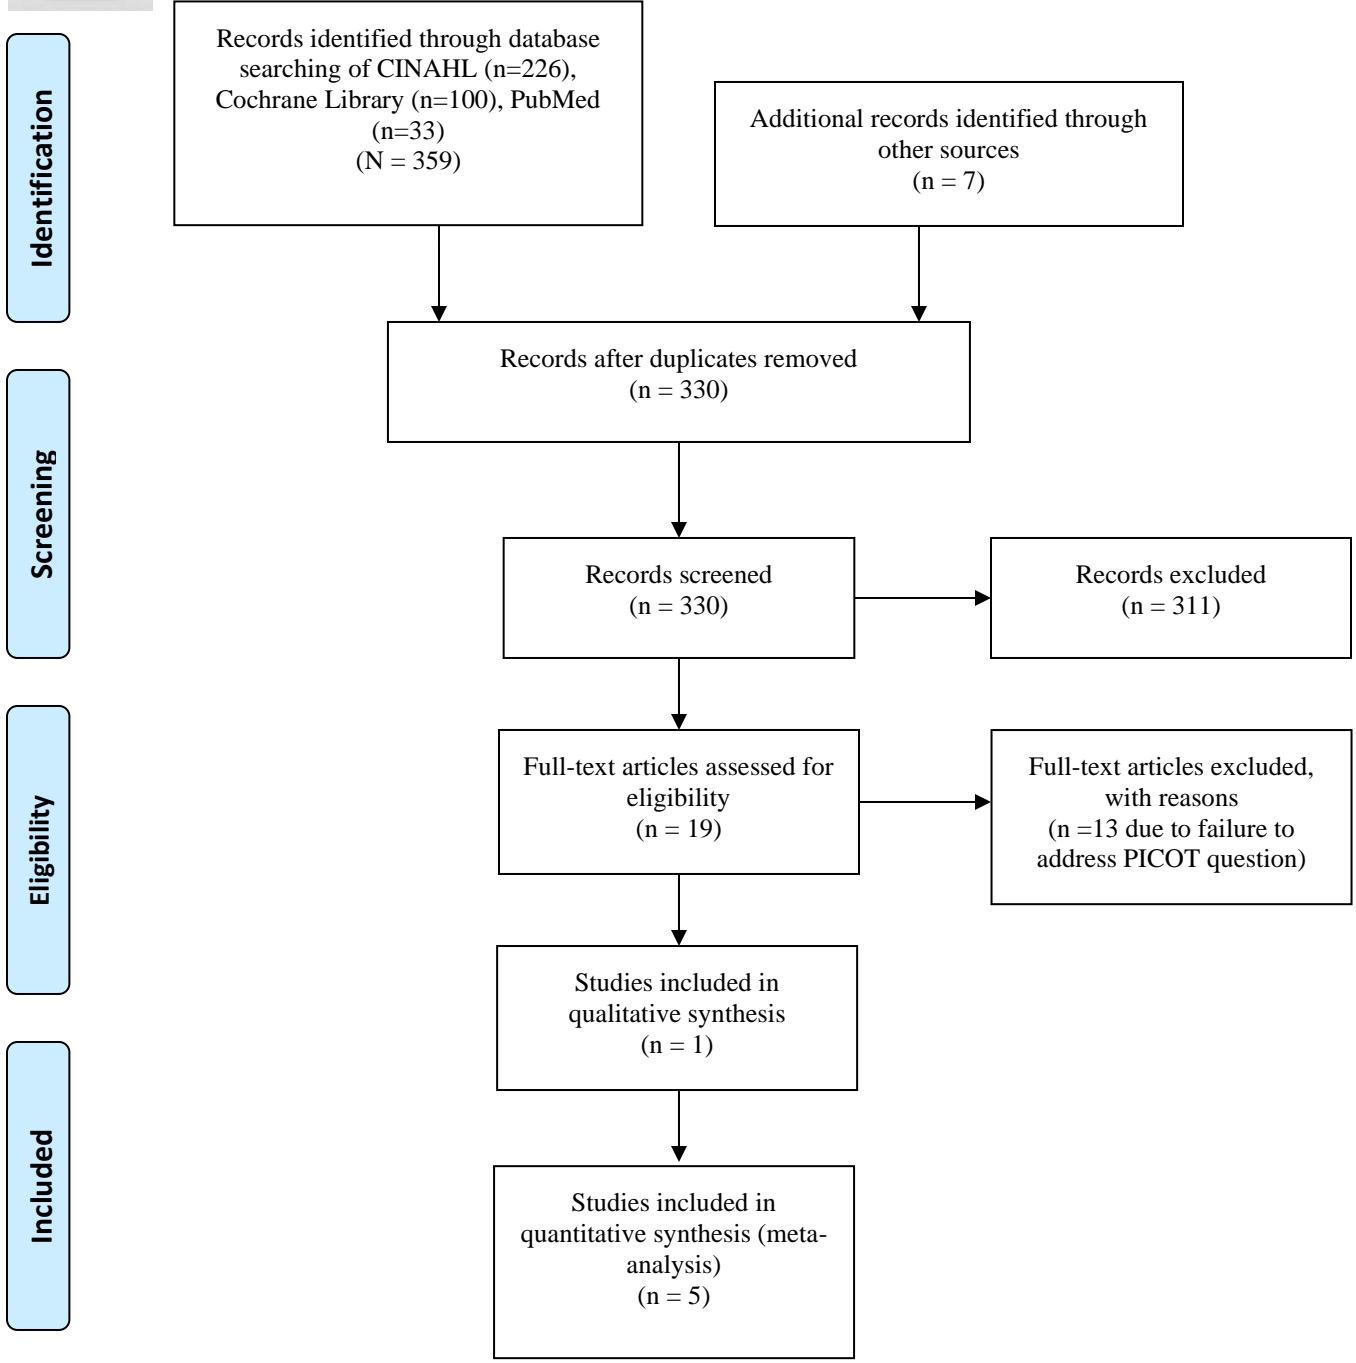 Identification
Records identified through database
searching of CINAHL (n=226),
Cochrane Library (n=100), PubMed
(n=33)
(N = 359)
Additional records identified through
other sources
(n = 7)
Records after duplicates removed
(n = 330)
Screening
Records screened
(n = 330)
Records excluded
(n = 311)
Eligibility
Full-text articles assessed for
eligibility
(n = 19)
Full-text articles excluded,
with reasons
(n =13 due to failure to
address PICOT question)
Studies included in
qualitative synthesis
(n = 1)
Included
Studies included in
quantitative synthesis (meta-
analysis)
(n = 5)